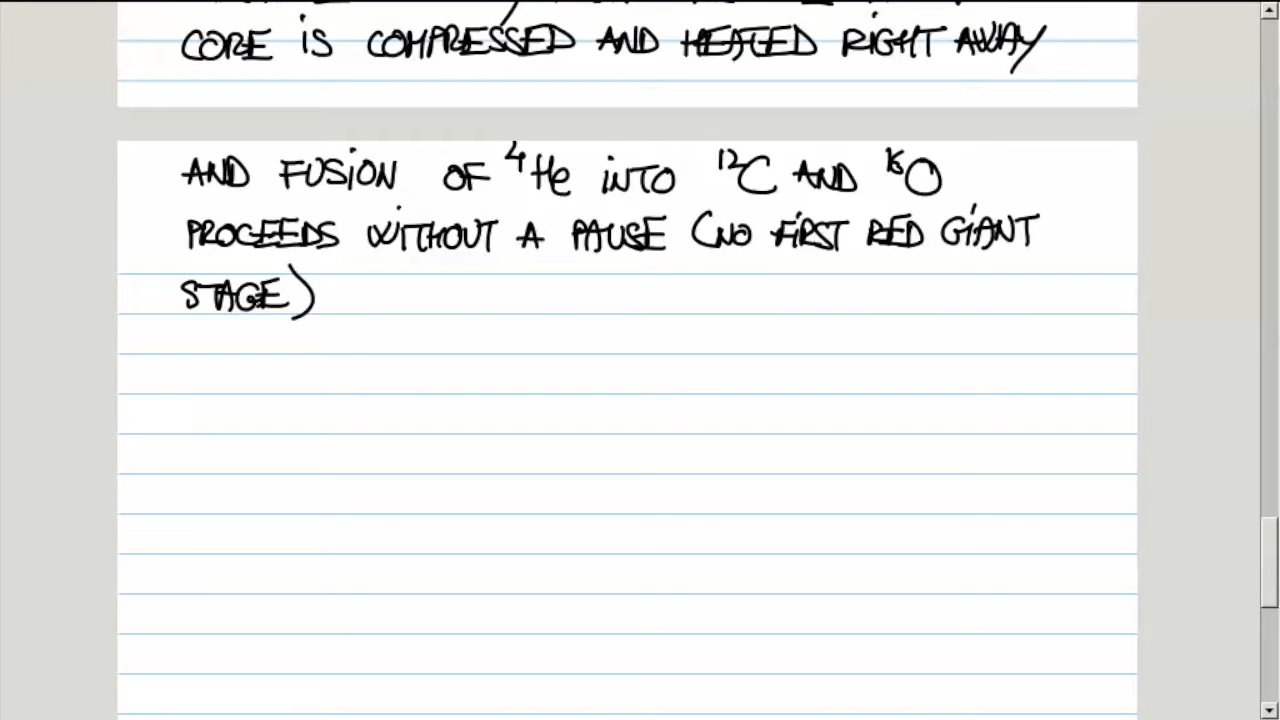 CORE IS COMPRESSED AND HEATED RIGHT AWAY
AND FUSION OF ⁴He INTO ¹²C AND ¹⁶O
PROCEEDS WITHOUT A PAUSE (NO FIRST RED GIANT
STAGE)